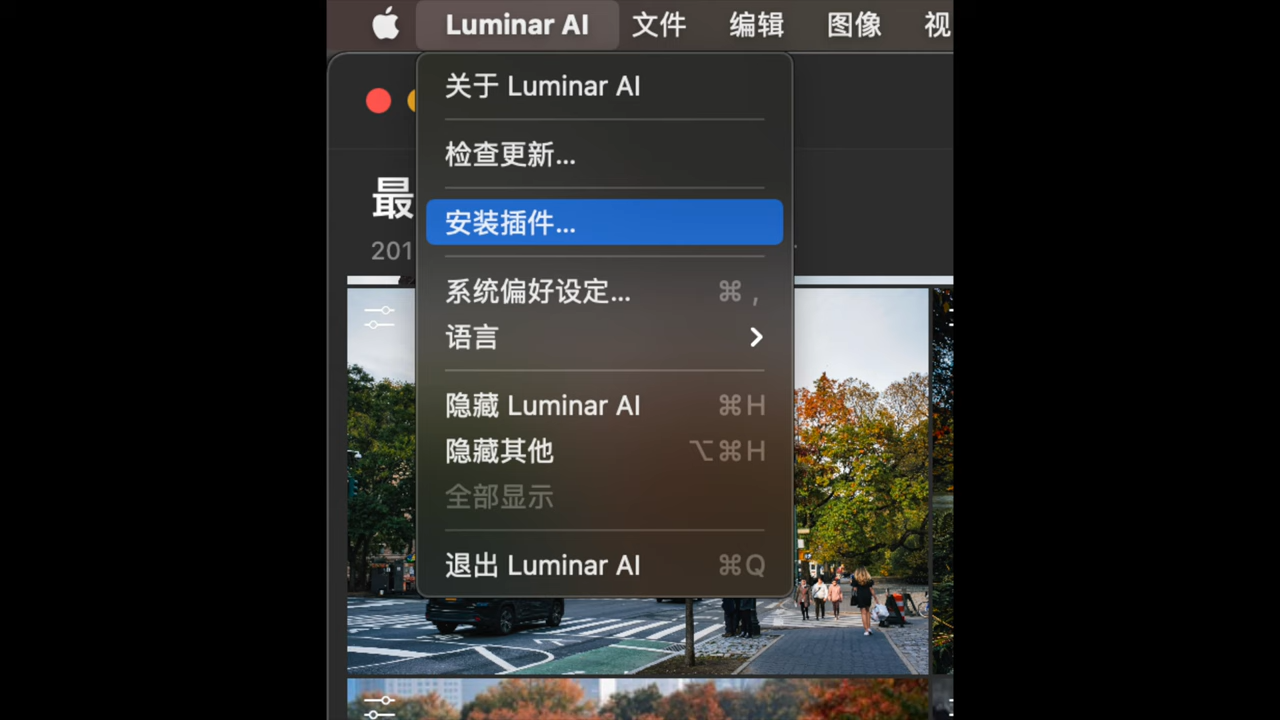 Luminar AI 文件 编辑 图像 视
关于 Luminar AI
检查更新...
最
安装插件...
201
系统偏好设定... ⌘ ,
语言
隐藏 Luminar AI ⌘H
隐藏其他 ⌥⌘H
全部显示
退出 Luminar AI ⌘Q